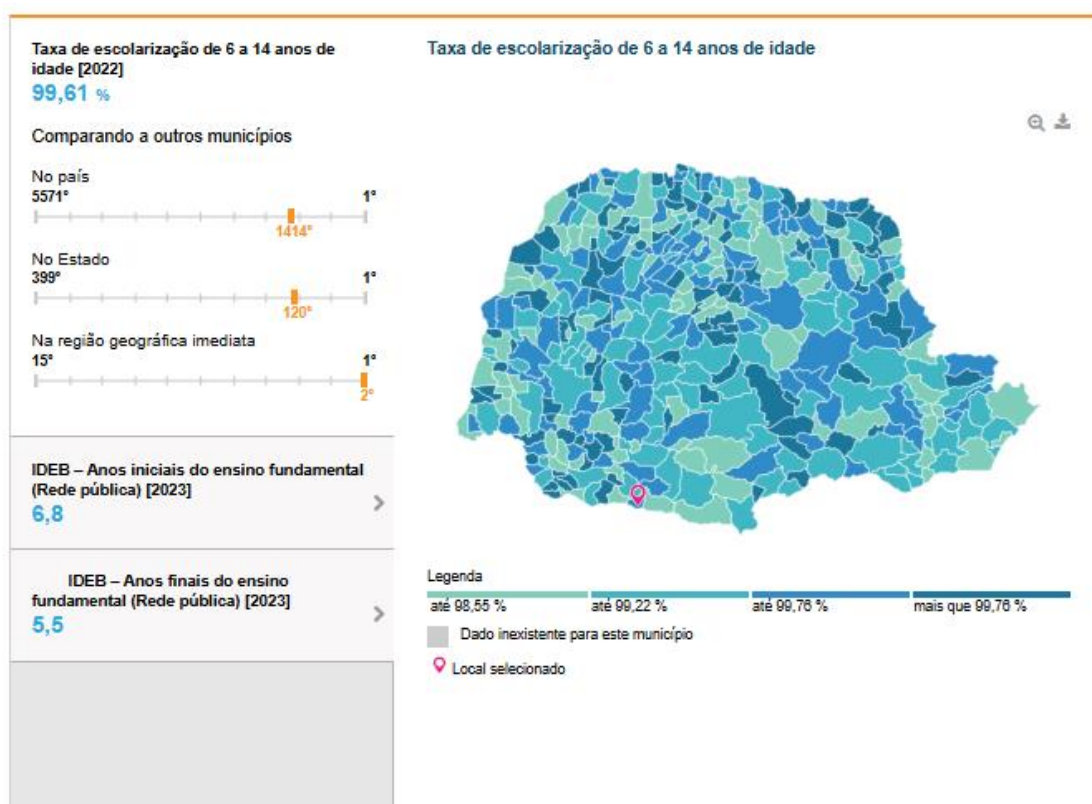 Taxa de escolarização de 6 a 14 anos de
idade [2022]
99,61 %
Comparando a outros municípios
No país
5571° 1°
1414°
No Estado
399° 1°
120°
Na região geográfica imediata
15° 1°
2°
IDEB – Anos iniciais do ensino fundamental
(Rede pública) [2023]
6,8
IDEB – Anos finais do ensino
fundamental (Rede pública) [2023]
5,5
Taxa de escolarização de 6 a 14 anos de idade
Legenda
até 98,55 % até 99,22 % até 99,76 % mais que 99,76 %
Dado inexistente para este município
Local selecionado